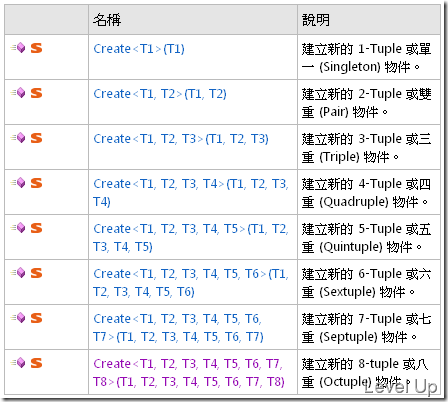 名稱 說明
Create<T1>(T1) 建立新的 1-Tuple 或單
一 (Singleton) 物件。
Create<T1, T2>(T1, T2) 建立新的 2-Tuple 或雙
重 (Pair) 物件。
Create<T1, T2, T3>(T1, T2, T3) 建立新的 3-Tuple 或三
重 (Triple) 物件。
Create<T1, T2, T3, T4>(T1, T2, T3, 建立新的 4-Tuple 或四
T4) 重 (Quadruple) 物件。
Create<T1, T2, T3, T4, T5>(T1, T2, 建立新的 5-Tuple 或五
T3, T4, T5) 重 (Quintuple) 物件。
Create<T1, T2, T3, T4, T5, T6>(T1, 建立新的 6-Tuple 或六
T2, T3, T4, T5, T6) 重 (Sextuple) 物件。
Create<T1, T2, T3, T4, T5, T6, 建立新的 7-Tuple 或七
T7>(T1, T2, T3, T4, T5, T6, T7) 重 (Septuple) 物件。
Create<T1, T2, T3, T4, T5, T6, T7, 建立新的 8-tuple 或八
T8>(T1, T2, T3, T4, T5, T6, T7, T8) 重 (Octuple) 物件。
Level Up